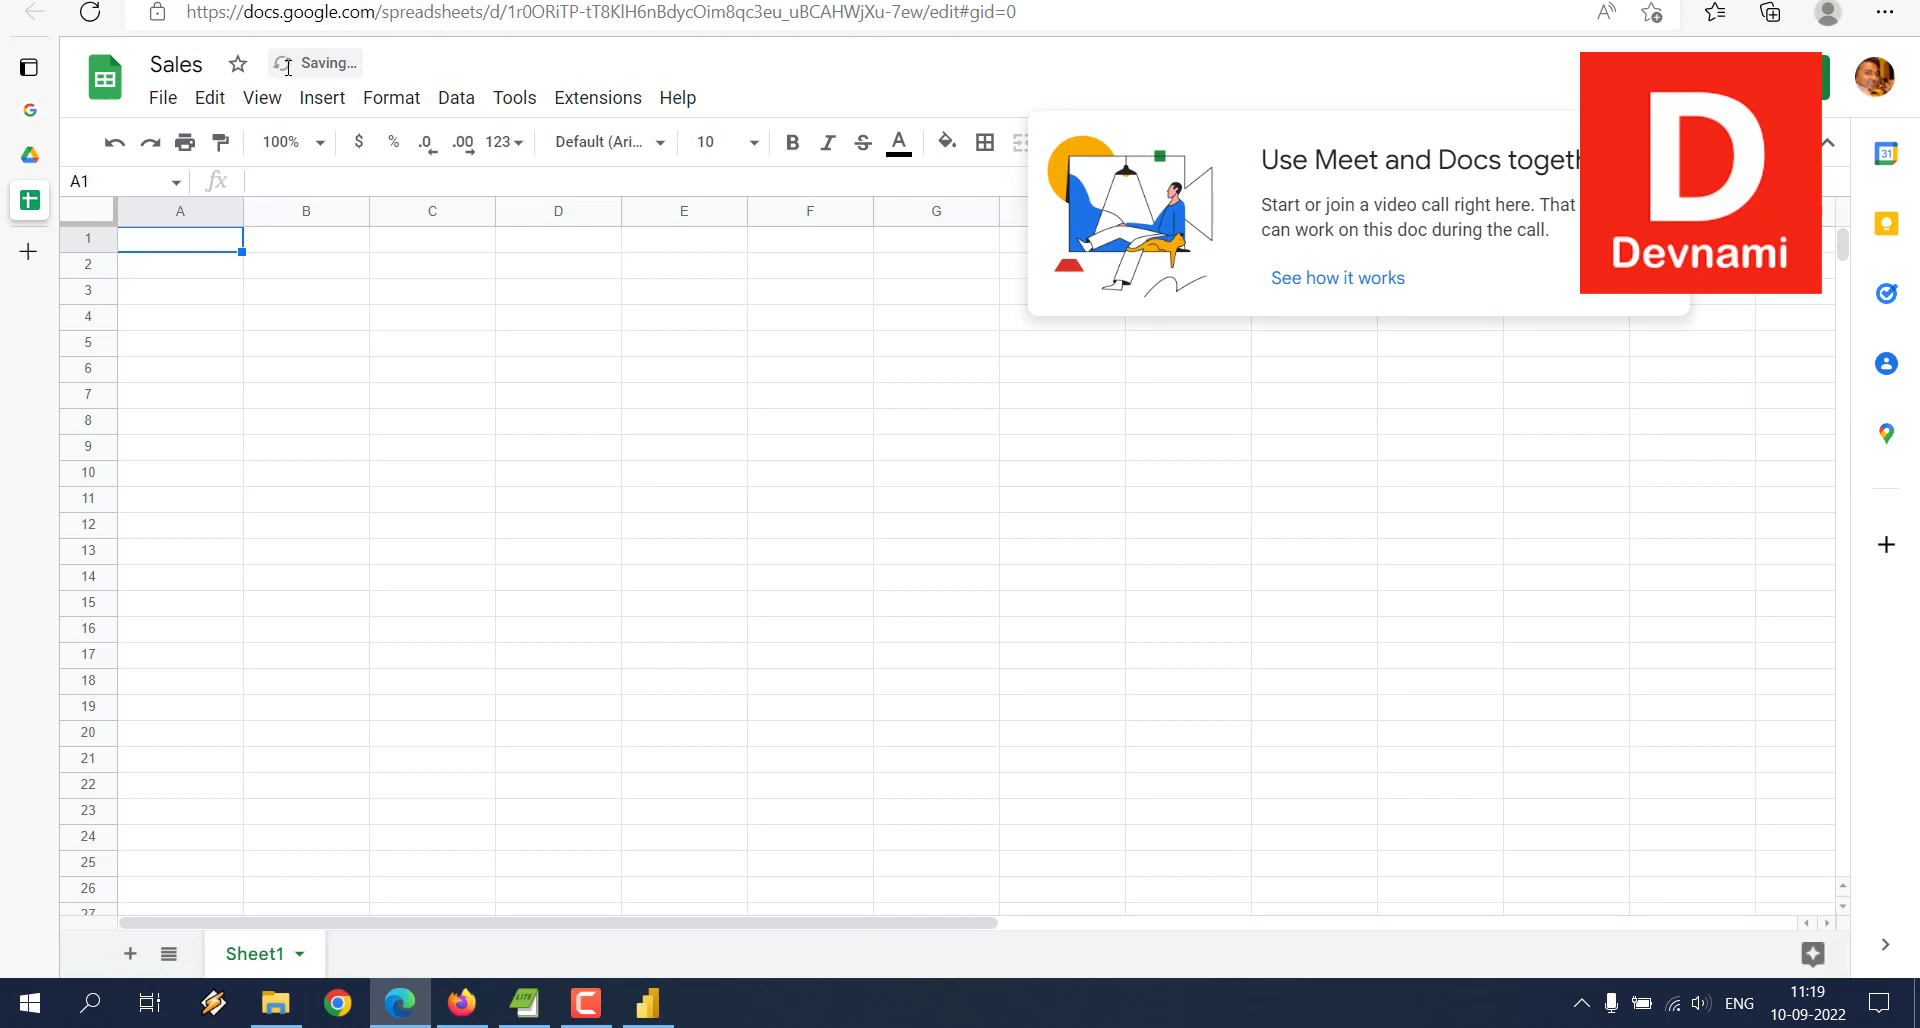 https://docs.google.com/spreadsheets/d/1r0ORiTP-tT8KlH6nBdycOim8qc3eu_uBCAHWjXu-7ew/edit#gid=0
Sales
Saving...
File Edit View Insert Format Data Tools Extensions Help
100% $ % .0 .00 123 Default (Ari... 10 B I S A
A1 fx
A B C D E F G
1
2
3
4
5
6
7
8
9
10
11
12
13
14
15
16
17
18
19
20
21
22
23
24
25
26
27
Use Meet and Docs togeth
Start or join a video call right here. That
can work on this doc during the call.
See how it works
D
Devnami
31
Sheet1
LITE
C
ENG
11:19
10-09-2022